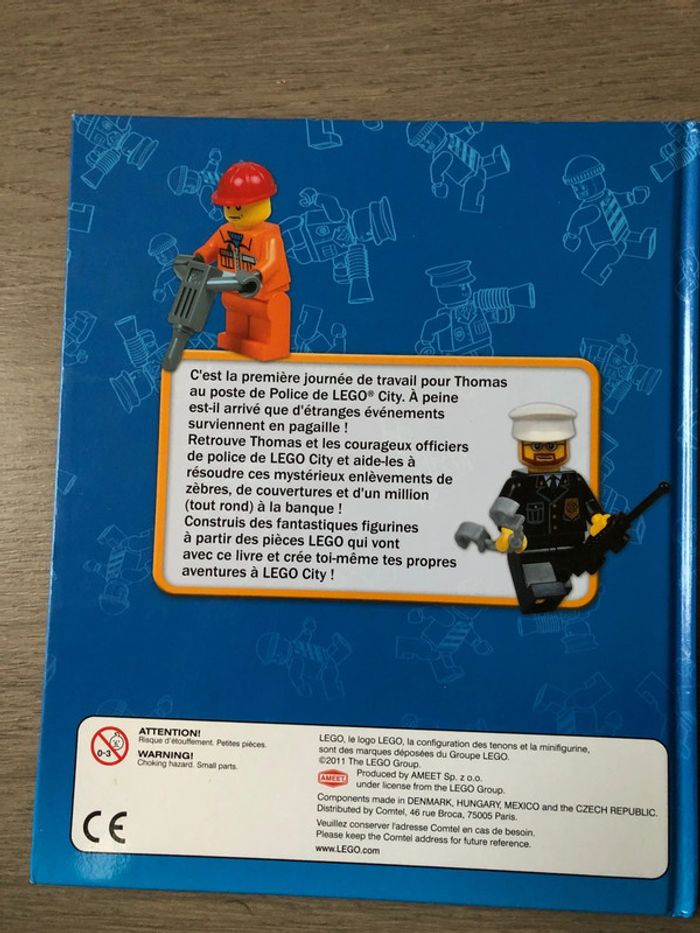 C'est la première journée de travail pour Thomas
au poste de Police de LEGO® City. À peine
est-il arrivé que d'étranges événements
surviennent en pagaille !
Retrouve Thomas et les courageux officiers
de police de LEGO City et aide-les à
résoudre ces mystérieux enlèvements de
zèbres, de couvertures et d'un million
(tout rond) à la banque !
Construis des fantastiques figurines
à partir des pièces LEGO qui vont
avec ce livre et crée toi-même tes propres
aventures à LEGO City !
0-3
ATTENTION!
Risque d'étouffement. Petites pièces.
WARNING!
Choking hazard. Small parts.
CE
LEGO, le logo LEGO, la configuration des tenons et la minifigurine,
sont des marques déposées du Groupe LEGO.
©2011 The LEGO Group.
AMEET
Produced by AMEET Sp. z o.o.
under license from the LEGO Group.
Components made in DENMARK, HUNGARY, MEXICO and the CZECH REPUBLIC.
Distributed by Comtel, 46 rue Broca, 75005 Paris.
Veuillez conserver l'adresse Comtel en cas de besoin.
Please keep the Comtel address for future reference.
www.LEGO.com